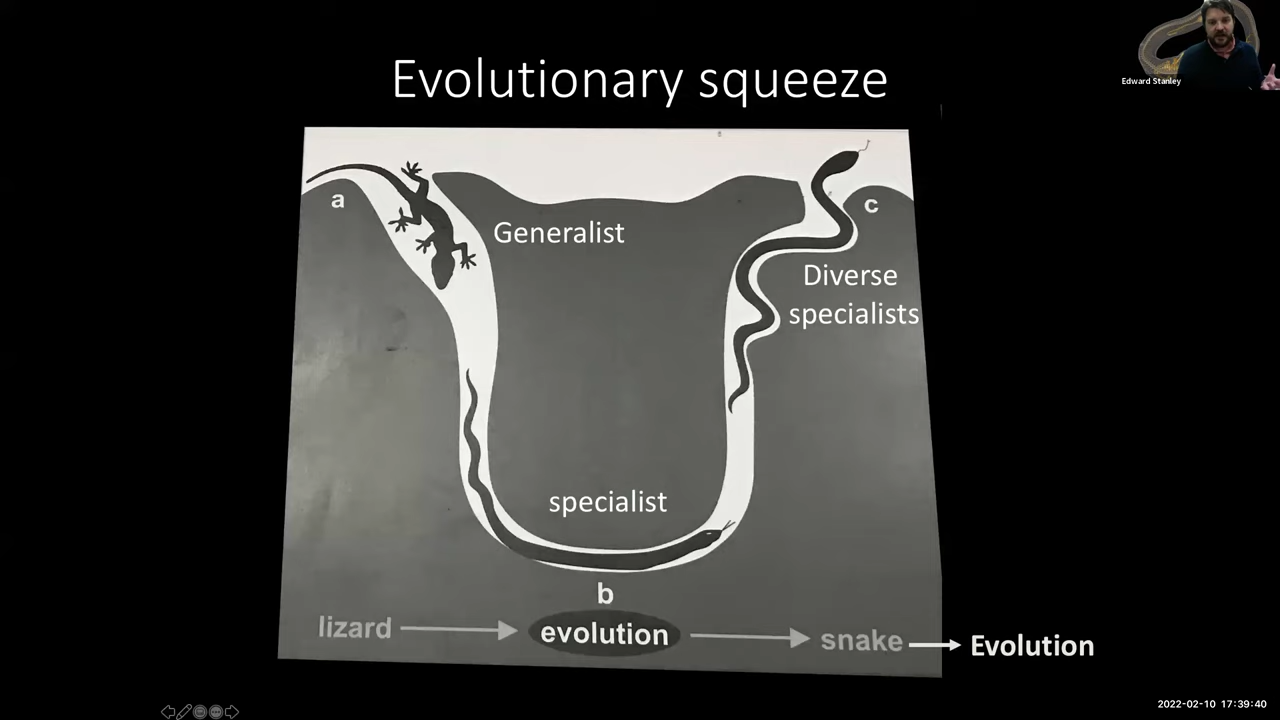 Edward Stanley
Evolutionary squeeze
a
c
Generalist
Diverse
specialists
specialist
b
lizard
evolution
snake
Evolution
2022-02-10 17:39:40